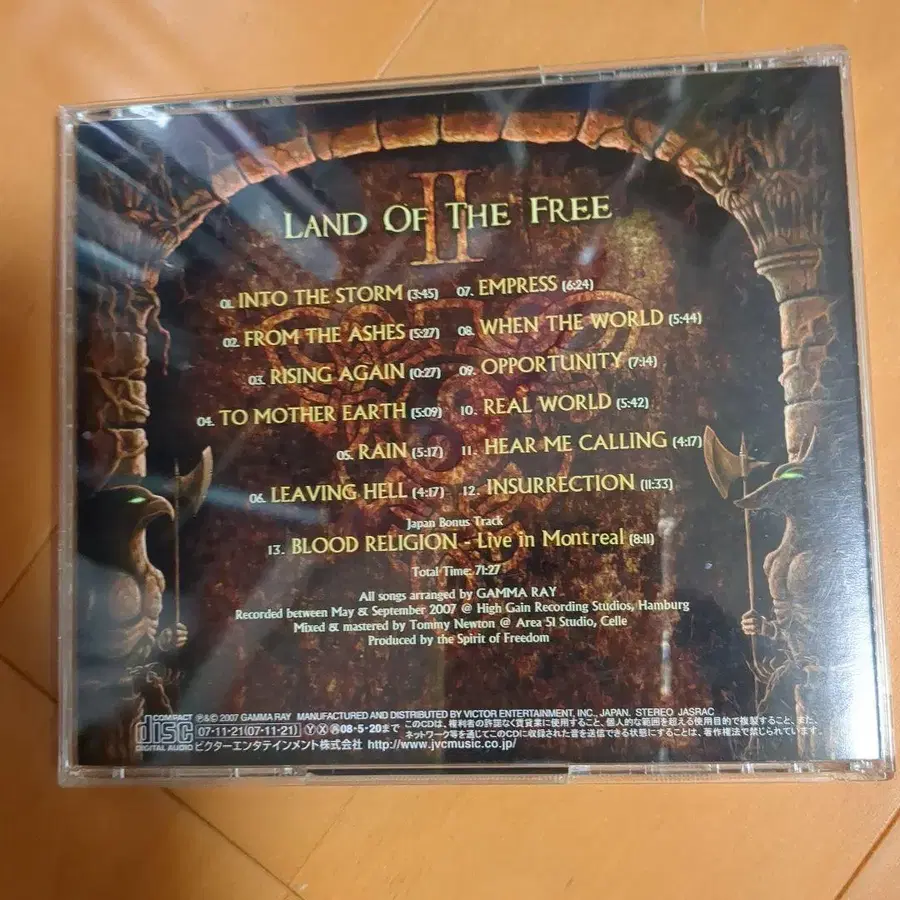 II
LAND OF THE FREE
01. INTO THE STORM (3:45)
02. FROM THE ASHES (5:27)
03. RISING AGAIN (0:27)
04. TO MOTHER EARTH (5:09)
05. RAIN (5:17)
06. LEAVING HELL (4:17)
07. EMPRESS (6:24)
08. WHEN THE WORLD (5:44)
09. OPPORTUNITY (7:14)
10. REAL WORLD (5:42)
11. HEAR ME CALLING (4:17)
12. INSURRECTION (11:33)
Japan Bonus Track
13. BLOOD RELIGION - Live in Montreal (8:11)
Total Time: 71:27
All songs arranged by GAMMA RAY
Recorded between May & September 2007 @ High Gain Recording Studios, Hamburg
Mixed & mastered by Tommy Newton @ Area 51 Studio, Celle
Produced by the Spirit of Freedom
COMPACT
disc
DIGITAL AUDIO
℗&© 2007 GAMMA RAY MANUFACTURED AND DISTRIBUTED BY VICTOR ENTERTAINMENT, INC., JAPAN. STEREO JASRAC
07・11・21(07・11・21) Ⓨ Ⓧ 08・5・20まで
このCDは、権利者の許諾なく賃貸業に使用すること、個人的な範囲を超える使用目的で複製すること、また、
ネットワーク等を通じてこのCDに収録された音を送信できる状態にすることは、著作権法で禁じられています。
ビクターエンタテインメント株式会社 http://www.jvcmusic.co.jp/